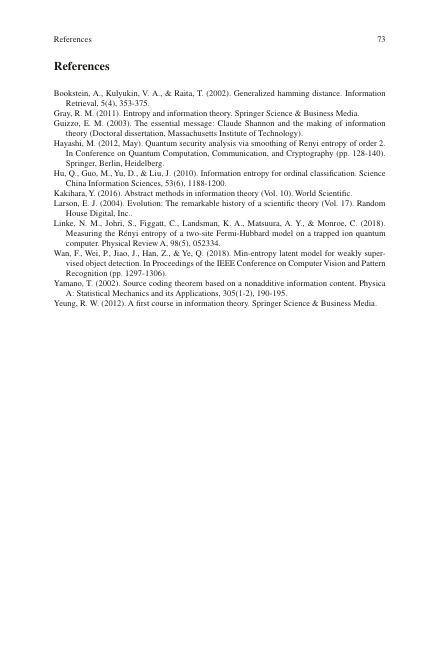 References 73
References
Bookstein, A., Kulyukin, V. A., & Raita, T. (2002). Generalized hamming distance. Information
Retrieval, 5(4), 353-375.
Gray, R. M. (2011). Entropy and information theory. Springer Science & Business Media.
Guizzo, E. M. (2003). The essential message: Claude Shannon and the making of information
theory (Doctoral dissertation, Massachusetts Institute of Technology).
Hayashi, M. (2012, May). Quantum security analysis via smoothing of Renyi entropy of order 2.
In Conference on Quantum Computation, Communication, and Cryptography (pp. 128-140).
Springer, Berlin, Heidelberg.
Hu, Q., Guo, M., Yu, D., & Liu, J. (2010). Information entropy for ordinal classification. Science
China Information Sciences, 53(6), 1188-1200.
Kakihara, Y. (2016). Abstract methods in information theory (Vol. 10). World Scientific.
Larson, E. J. (2004). Evolution: The remarkable history of a scientific theory (Vol. 17). Random
House Digital, Inc..
Linke, N. M., Johri, S., Figgatt, C., Landsman, K. A., Matsuura, A. Y., & Monroe, C. (2018).
Measuring the Rényi entropy of a two-site Fermi-Hubbard model on a trapped ion quantum
computer. Physical Review A, 98(5), 052334.
Wan, F., Wei, P., Jiao, J., Han, Z., & Ye, Q. (2018). Min-entropy latent model for weakly super-
vised object detection. In Proceedings of the IEEE Conference on Computer Vision and Pattern
Recognition (pp. 1297-1306).
Yamano, T. (2002). Source coding theorem based on a nonadditive information content. Physica
A: Statistical Mechanics and its Applications, 305(1-2), 190-195.
Yeung, R. W. (2012). A first course in information theory. Springer Science & Business Media.